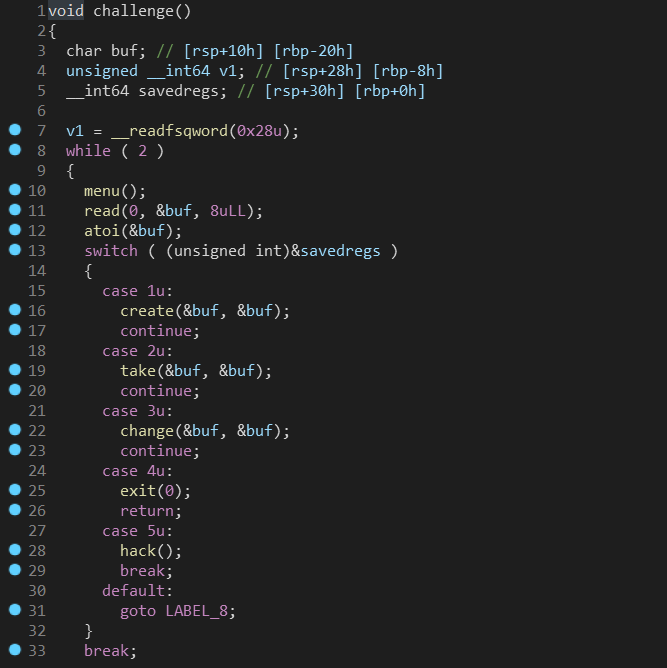 1 void challenge()
2 {
3   char buf; // [rsp+10h] [rbp-20h]
4   unsigned __int64 v1; // [rsp+28h] [rbp-8h]
5   __int64 savedregs; // [rsp+30h] [rbp+0h]
6
7   v1 = __readfsqword(0x28u);
8   while ( 2 )
9   {
10     menu();
11     read(0, &buf, 8uLL);
12     atoi(&buf);
13     switch ( (unsigned int)&savedregs )
14     {
15       case 1u:
16         create(&buf, &buf);
17         continue;
18       case 2u:
19         take(&buf, &buf);
20         continue;
21       case 3u:
22         change(&buf, &buf);
23         continue;
24       case 4u:
25         exit(0);
26         return;
27       case 5u:
28         hack();
29         break;
30       default:
31         goto LABEL_8;
32     }
33     break;